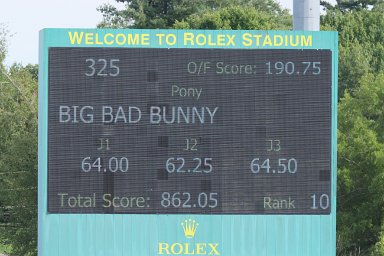 WELCOME TO ROLEX STADIUM
325 O/F Score: 190.75
Pony
BIG BAD BUNNY
J1 J2 J3
64.00 62.25 64.50
Total Score: 862.05 Rank 10
ROLEX